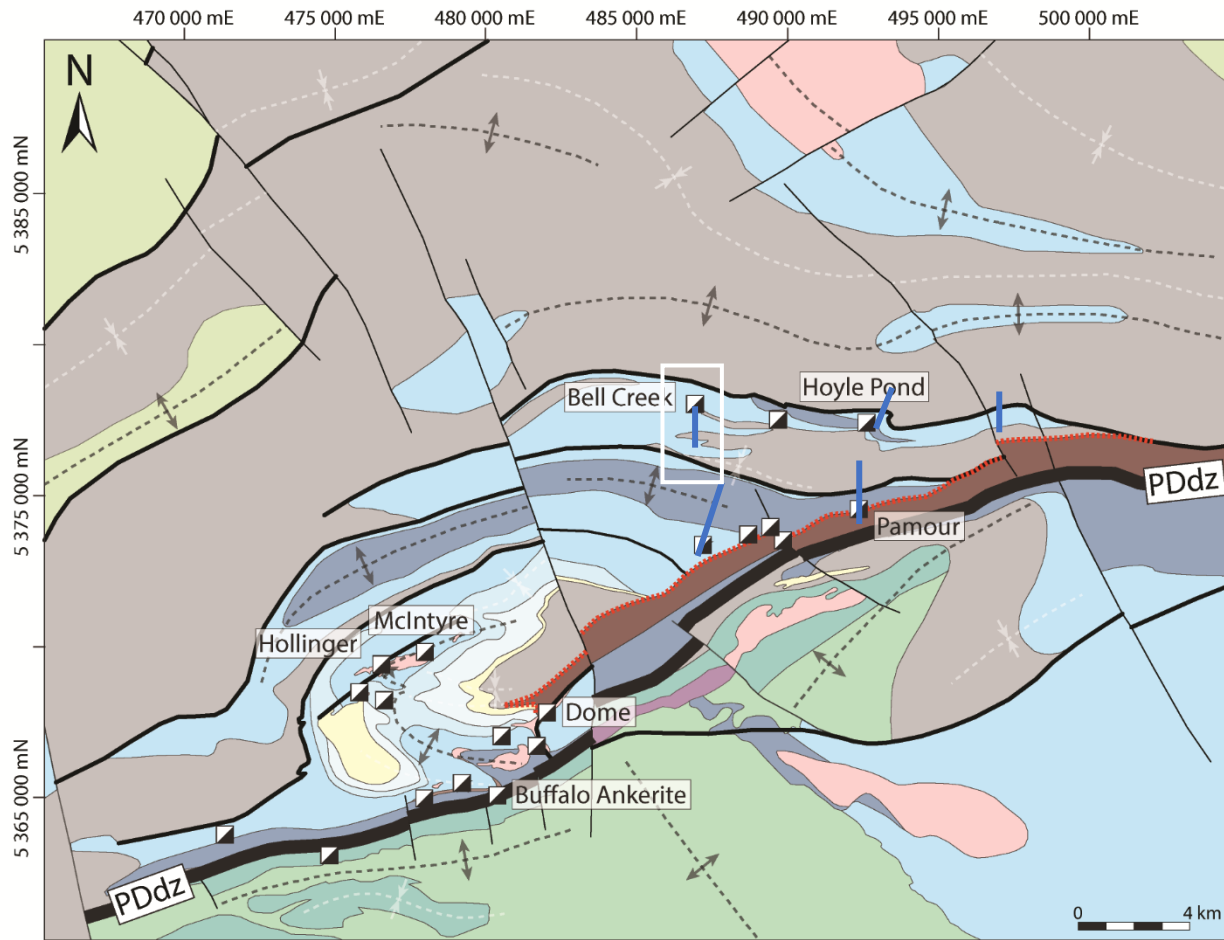 470 000 mE
475 000 mE
480 000 mE
485 000 mE
490 000 mE
495 000 mE
500 000 mE
N
5 385 000 mN
Bell Creek
Hoyle Pond
5 375 000 mN
PDdz
Pamour
McIntyre
Hollinger
Dome
Buffalo Ankerite
5 365 000 mN
PDdz
0 4 km